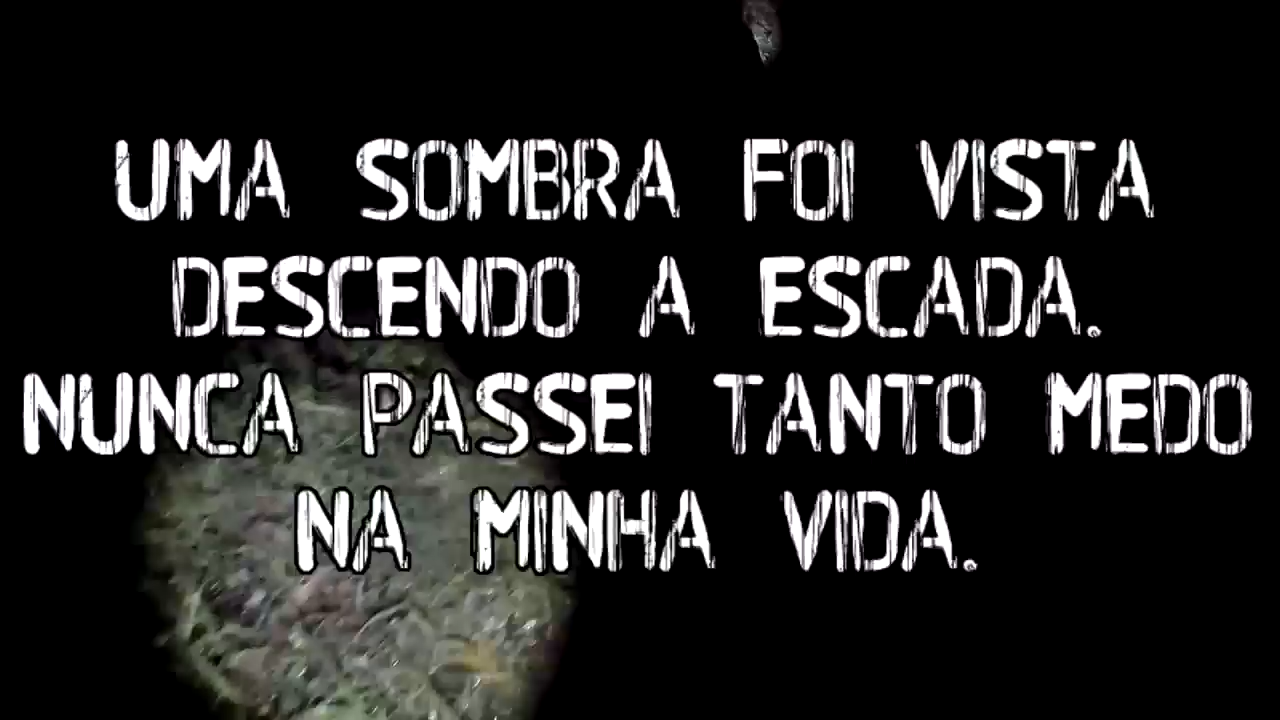 UMA SOMBRA FOI VISTA
DESCENDO A ESCADA.
NUNCA PASSEI TANTO MEDO
NA MINHA VIDA.